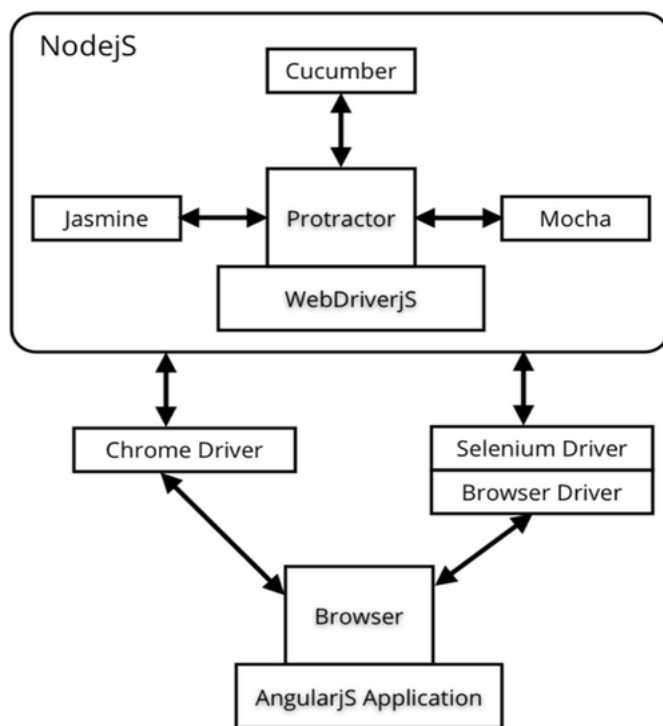 NodejS
Cucumber
Jasmine
Protractor
Mocha
WebDriverjS
Chrome Driver
Selenium Driver
Browser Driver
Browser
AngularjS Application